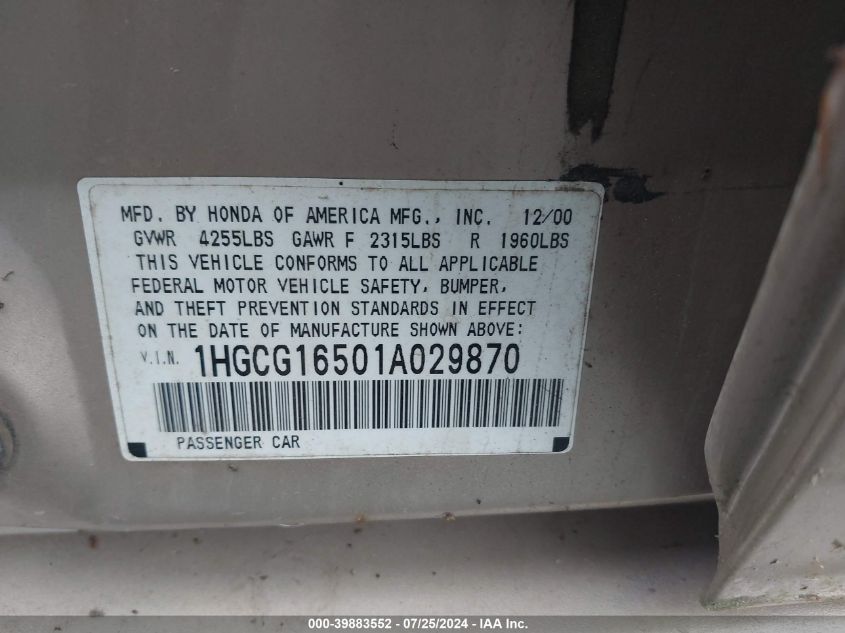 MFD. BY HONDA OF AMERICA MFG., INC. 12/00
GVWR 4255LBS GAWR F 2315LBS R 1960LBS
THIS VEHICLE CONFORMS TO ALL APPLICABLE
FEDERAL MOTOR VEHICLE SAFETY, BUMPER,
AND THEFT PREVENTION STANDARDS IN EFFECT
ON THE DATE OF MANUFACTURE SHOWN ABOVE:
V.I.N. 1HGCG16501A029870
PASSENGER CAR
000-39883552 - 07/25/2024 - IAA Inc.